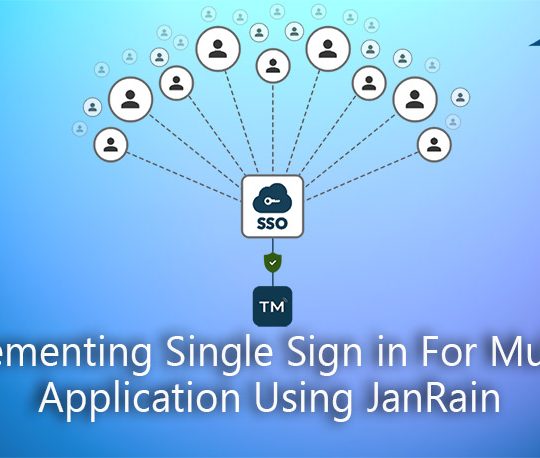 SSO
TM
ementing Single Sign in For Mu
Application Using JanRain